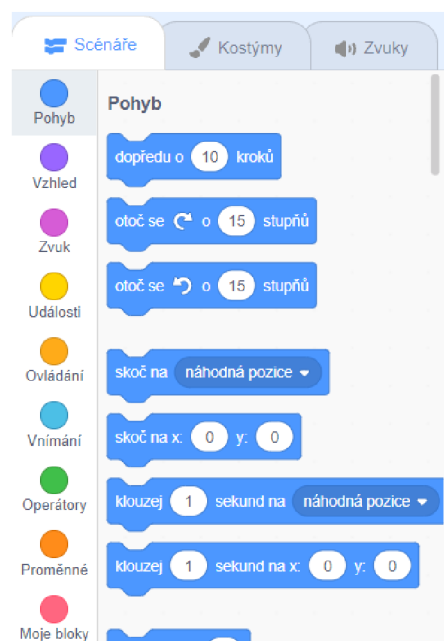 Scénáře Kostýmy Zvuky
Pohyb
Vzhled
Zvuk
Události
Ovládání
Vnímání
Operátory
Proměnné
Moje bloky
Pohyb
dopředu o 10 kroků
otoč se o 15 stupňů
otoč se o 15 stupňů
skoč na náhodná pozice
skoč na x: 0 y: 0
klouzej 1 sekund na náhodná pozice
klouzej 1 sekund na x: 0 y: 0